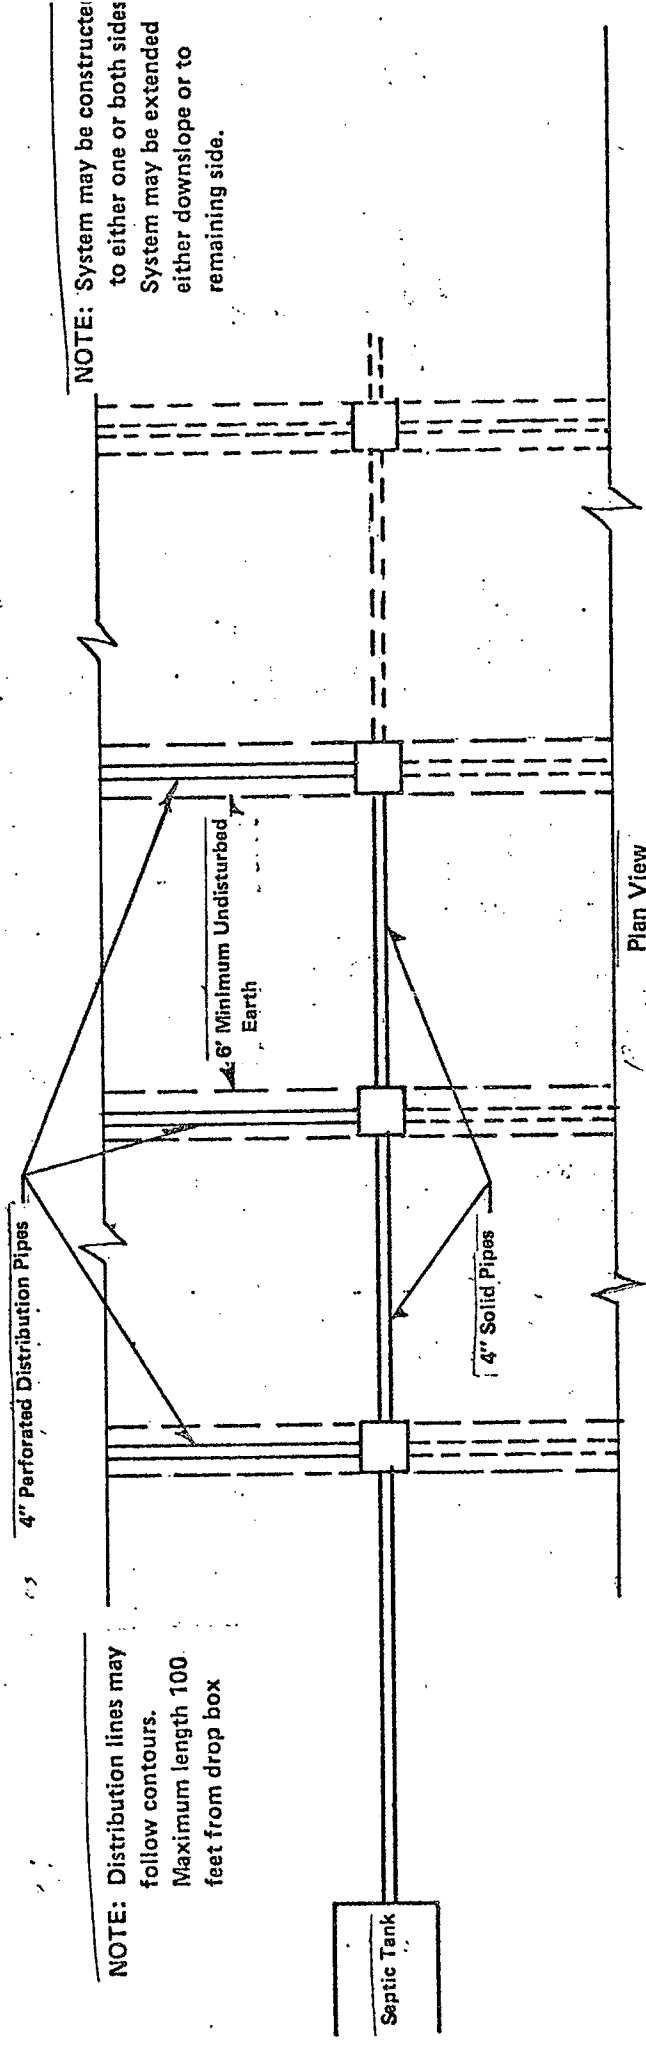 4" Perforated Distribution Pipes
NOTE: System may be constructed
to either one or both sides
System may be extended
either downslope or to
remaining side.
NOTE: Distribution lines may
follow contours.
Maximum length 100
feet from drop box
6' Minimum Undisturbed
Earth
4" Solid Pipes
Septic Tank
Plan View